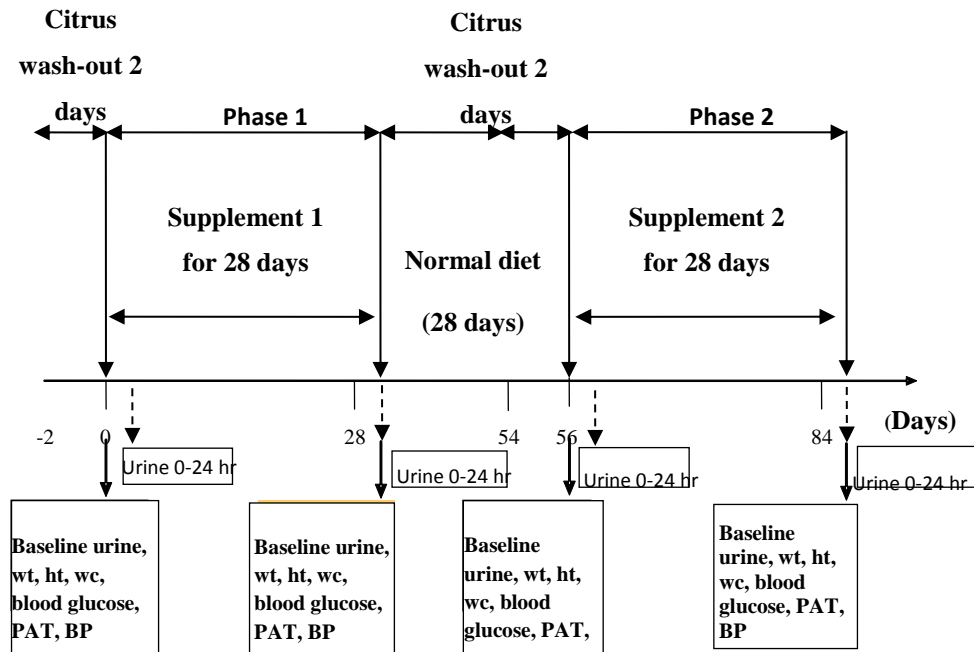 Citrus
wash-out 2
days
Citrus
wash-out 2
days
Phase 1
Phase 2
Supplement 1
for 28 days
Normal diet
(28 days)
Supplement 2
for 28 days
-2
0
28
54
56
84
(Days)
Urine 0-24 hr
Urine 0-24 hr
Urine 0-24 hr
Urine 0-24 hr
Baseline urine,
wt, ht, wc,
blood glucose,
PAT, BP
Baseline urine,
wt, ht, wc,
blood glucose,
PAT, BP
Baseline
urine, wt, ht,
wc, blood
glucose, PAT,
Baseline
urine, wt, ht,
wc, blood
glucose, PAT,
BP